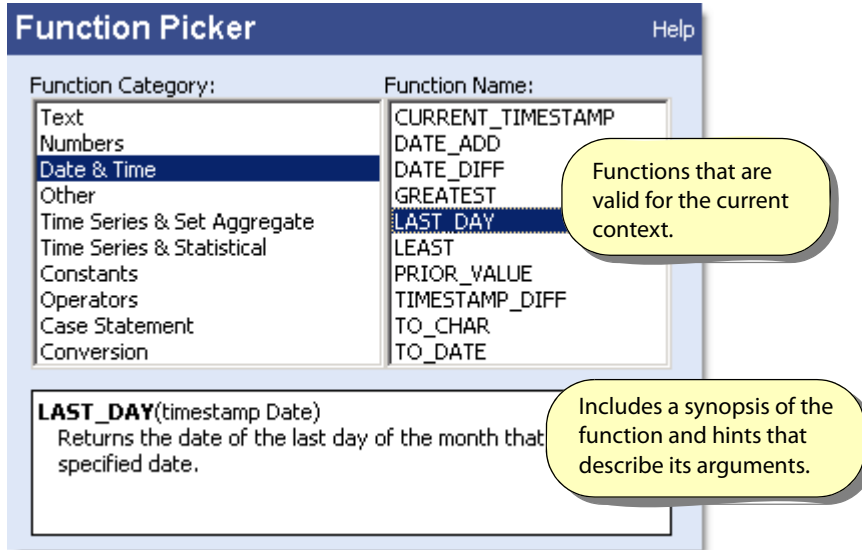 Function Picker
Help
Function Category:
Text
Numbers
Date & Time
Other
Time Series & Set Aggregate
Time Series & Statistical
Constants
Operators
Case Statement
Conversion
Function Name:
CURRENT_TIMESTAMP
DATE_ADD
DATE_DIFF
GREATEST
LAST_DAY
LEAST
PRIOR_VALUE
TIMESTAMP_DIFF
TO_CHAR
TO_DATE
Functions that are
valid for the current
context.
LAST_DAY(timestamp Date)
Returns the date of the last day of the month that
specified date.
Includes a synopsis of the
function and hints that
describe its arguments.